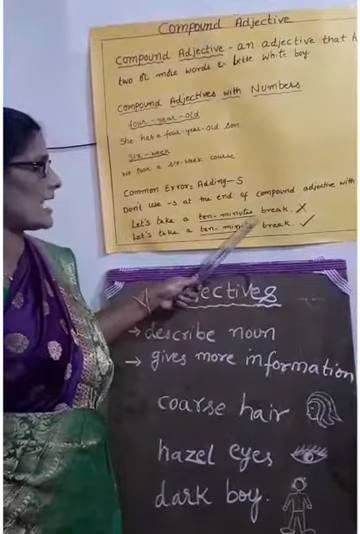 Compound Adjective
Compound Adjective - an adjective that h
two or more words & little white boy.
Compound Adjectives with Numbers
four-year-old
She has a four-year-old son
six-week
We took a six-week course
Common Error: Adding -S
Don't use -s. at the end of compound adjective with
Let's take a ten-minutes break. ✗
Let's take a ten-minute break. ✓
Adjectives
→ describe noun
→ gives more information
coarse hair
hazel eyes
dark boy.